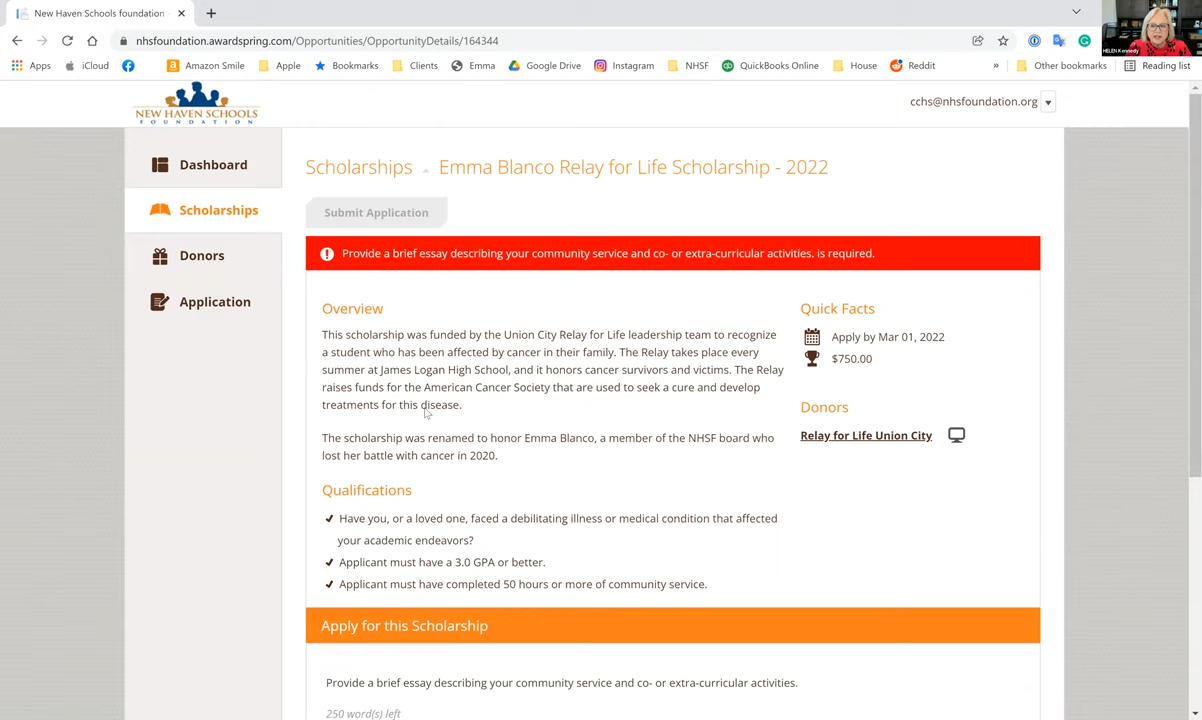 New Haven Schools foundation
nhsfoundation.awardspring.com/Opportunities/OpportunityDetails/164344
HELEN Kennedy
Apps iCloud Amazon Smile Apple Bookmarks Clients Emma Google Drive Instagram NHSF QuickBooks Online House Reddit » Other bookmarks Reading list
NEW HAVEN SCHOOLS
FOUNDATION
cchs@nhsfoundation.org
Dashboard
Scholarships
Donors
Application
Scholarships Emma Blanco Relay for Life Scholarship - 2022
Submit Application
Provide a brief essay describing your community service and co- or extra-curricular activities. is required.
Overview
This scholarship was funded by the Union City Relay for Life leadership team to recognize
a student who has been affected by cancer in their family. The Relay takes place every
summer at James Logan High School, and it honors cancer survivors and victims. The Relay
raises funds for the American Cancer Society that are used to seek a cure and develop
treatments for this disease.
The scholarship was renamed to honor Emma Blanco, a member of the NHSF board who
lost her battle with cancer in 2020.
Qualifications
Have you, or a loved one, faced a debilitating illness or medical condition that affected
your academic endeavors?
Applicant must have a 3.0 GPA or better.
Applicant must have completed 50 hours or more of community service.
Quick Facts
Apply by Mar 01, 2022
$750.00
Donors
Relay for Life Union City
Apply for this Scholarship
Provide a brief essay describing your community service and co- or extra-curricular activities.
250 word(s) left